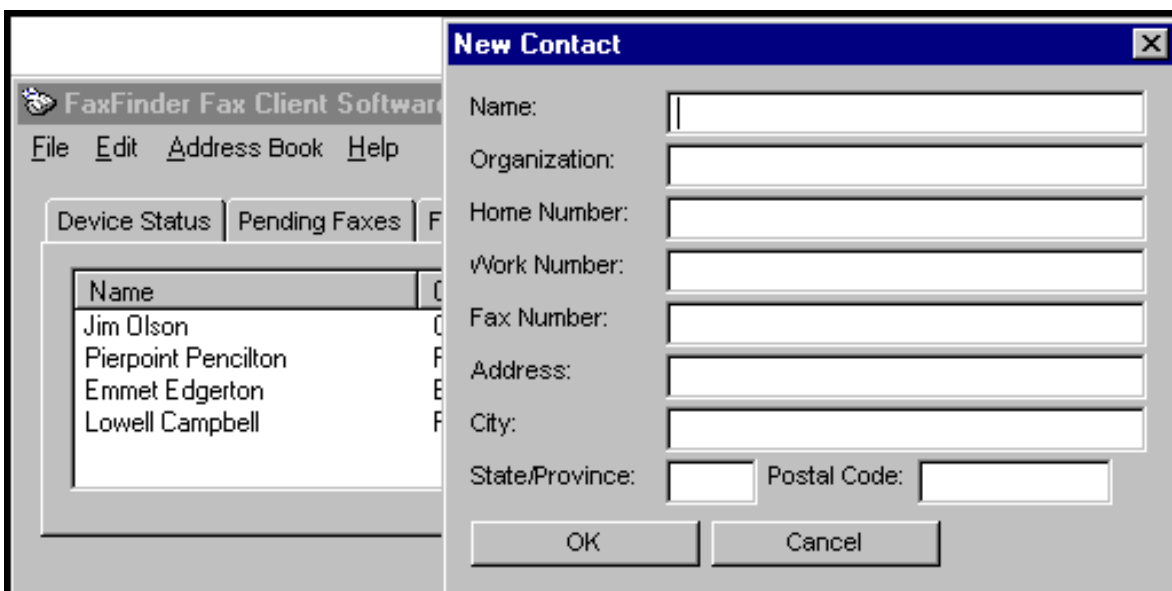 New Contact
FaxFinder Fax Client Softwar
File Edit Address Book Help
Device Status Pending Faxes F
Name
Jim Olson
Pierpoint Pencilton
Emmet Edgerton
Lowell Campbell
Name:
Organization:
Home Number:
Work Number:
Fax Number:
Address:
City:
State/Province: Postal Code:
OK Cancel